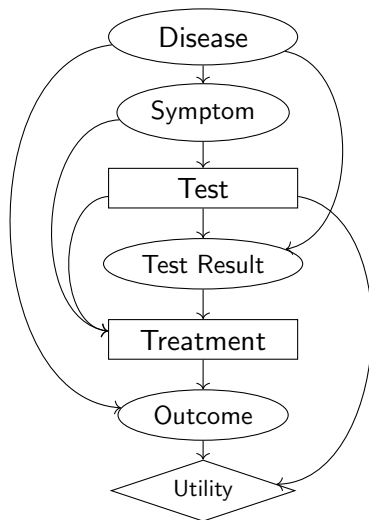 Disease
Symptom
Test
Test Result
Treatment
Outcome
Utility